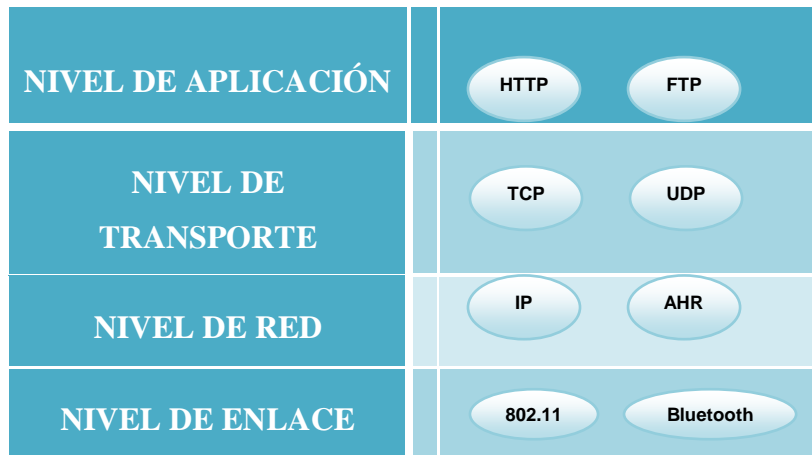 NIVEL DE APLICACIÓN
HTTP FTP
NIVEL DE
TRANSPORTE
TCP UDP
NIVEL DE RED
IP AHR
NIVEL DE ENLACE
802.11 Bluetooth